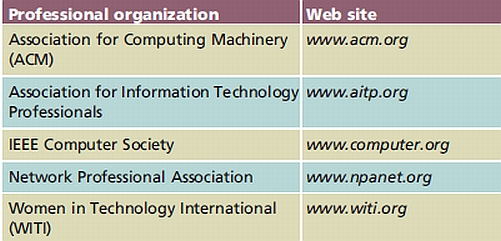 Professional organization Web site
Association for Computing Machinery www.acm.org
(ACM)
Association for Information Technology www.aitp.org
Professionals
IEEE Computer Society www.computer.org
Network Professional Association www.npanet.org
Women in Technology International www.witi.org
(WITI)